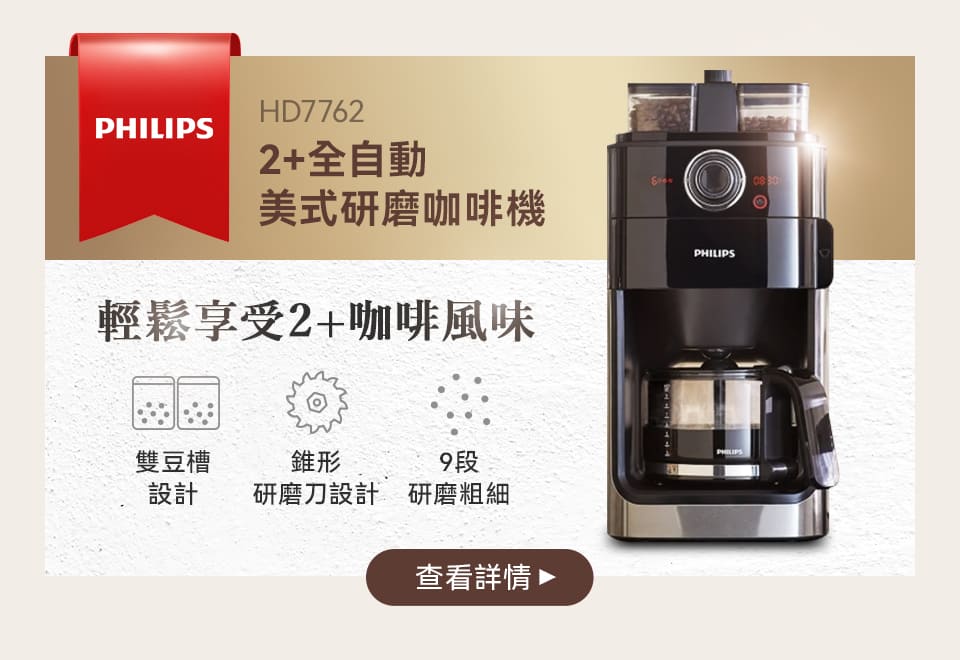 PHILIPS
HD7762
2+全自動
美式研磨咖啡機
輕鬆享受2+咖啡風味
雙豆槽
設計
錐形
研磨刀設計
9段
研磨粗細
08:30
PHILIPS
PHILIPS
查看詳情 ▶